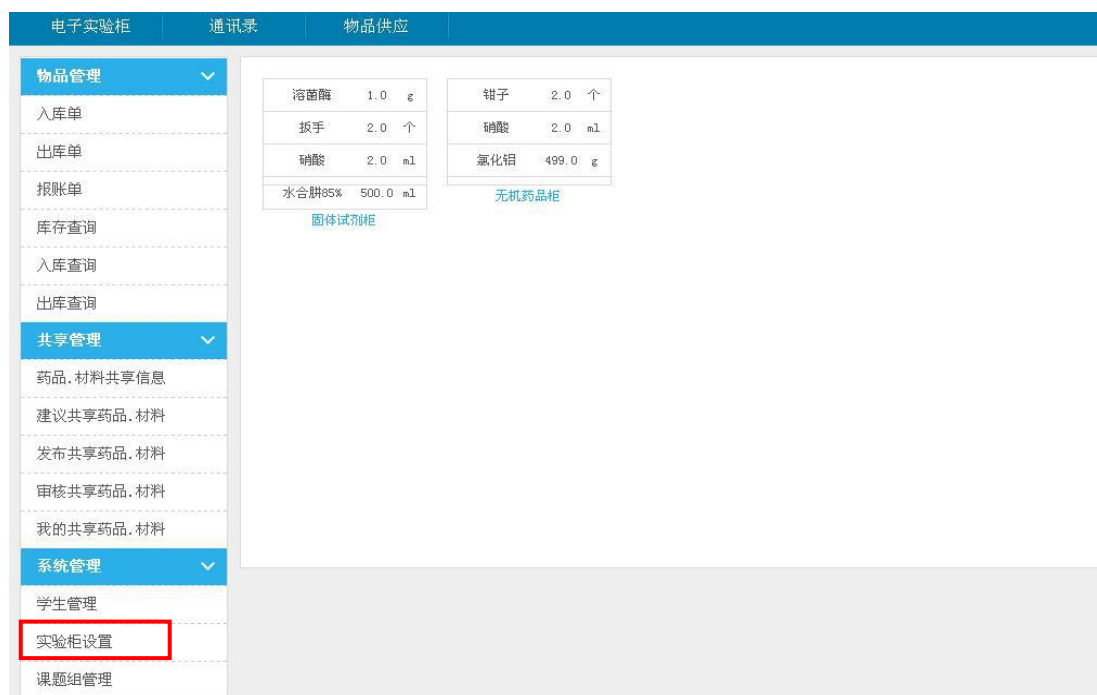 电子实验柜 通讯录 物品供应
物品管理
入库单
出库单
报账单
库存查询
入库查询
出库查询
共享管理
药品.材料共享信息
建议共享药品.材料
发布共享药品.材料
审核共享药品.材料
我的共享药品.材料
系统管理
学生管理
实验柜设置
课题组管理
溶菌酶 1.0 g
扳手 2.0 个
硝酸 2.0 ml
水合肼85% 500.0 ml
固体试剂柜
钳子 2.0 个
硝酸 2.0 ml
氯化铝 499.0 g
无机药品柜